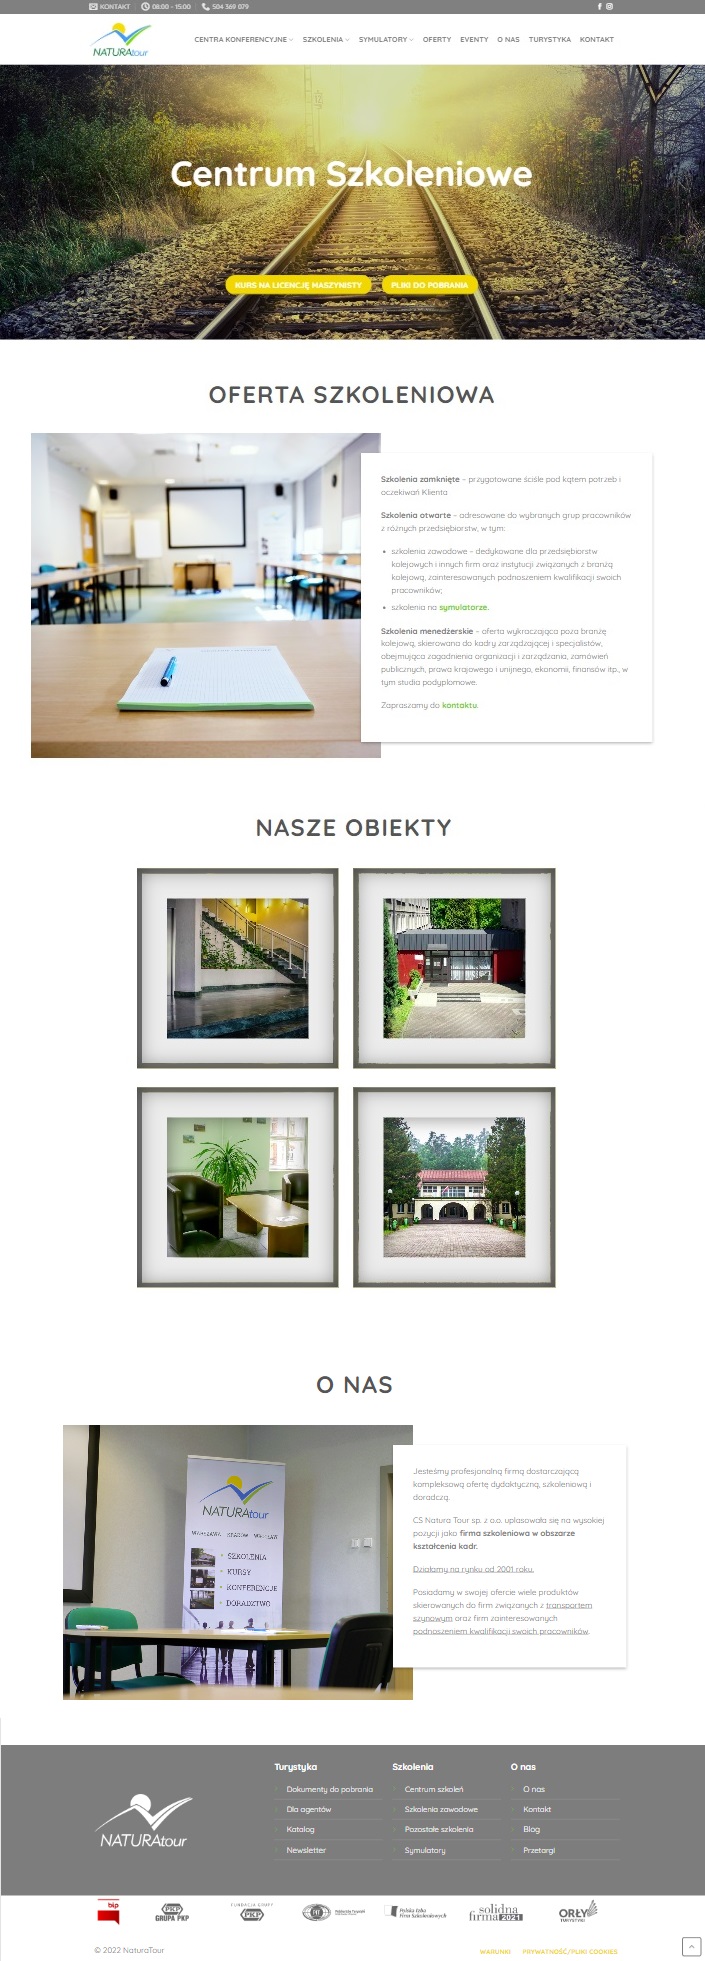 KONTAKT 08:00 - 15:00 504 369 079
NATURAtour
CENTRA KONFERENCYJNE SZKOLENIA SYMULATORY OFERTY EVENTY O NAS TURYSTYKA KONTAKT
Centrum Szkoleniowe
KURS NA LICENCJĘ MASZYNISTY PLIKI DO POBRANIA
OFERTA SZKOLENIOWA
Szkolenia zamknięte – przygotowane ściśle pod kątem potrzeb i
oczekiwań Klienta
Szkolenia otwarte – adresowane do wybranych grup pracowników
z różnych przedsiębiorstw, w tym:
• szkolenia zawodowe – dedykowane dla przedsiębiorstw
kolejowych i innych firm oraz instytucji związanych z branżą
kolejową, zainteresowanych podnoszeniem kwalifikacji swoich
pracowników;
• szkolenia na symulatorze.
Szkolenia menedżerskie – oferta wykraczająca poza branżę
kolejową, skierowana do kadry zarządzającej i specjalistów,
obejmująca zagadnienia organizacji i zarządzania, zamówień
publicznych, prawa krajowego i unijnego, ekonomii, finansów itp., w
tym studia podyplomowe.
Zapraszamy do kontaktu.
NASZE OBIEKTY
O NAS
NATURAtour
WARSZAWA KRAKÓW WROCŁAW
SZKOLENIA
KURSY
KONFERENCJE
DORADZTWO
Jesteśmy profesjonalną firmą dostarczającą
kompleksową ofertę dydaktyczną, szkoleniową i
doradczą.
CS Natura Tour sp. z o.o. uplasowała się na wysokiej
pozycji jako firma szkoleniowa w obszarze
kształcenia kadr.
Działamy na rynku od 2001 roku.
Posiadamy w swojej ofercie wiele produktów
skierowanych do firm związanych z transportem
szynowym oraz firm zainteresowanych
podnoszeniem kwalifikacji swoich pracowników.
NATURAtour
Turystyka
Dokumenty do pobrania
Dla agentów
Katalog
Newsletter
Szkolenia
Centrum szkoleń
Szkolenia zawodowe
Pozostałe szkolenia
Symulatory
O nas
O nas
Kontakt
Blog
Przetargi
bip
PKP
GRUPA PKP
FUNDACJA GRUPY
PKP
Polska Izba
Firm Szkoleniowych
solidna
firma 2021
ORŁY
TURYSTYKI
© 2022 NaturaTour
WARUNKI PRYWATNOŚĆ/PLIKI COOKIES